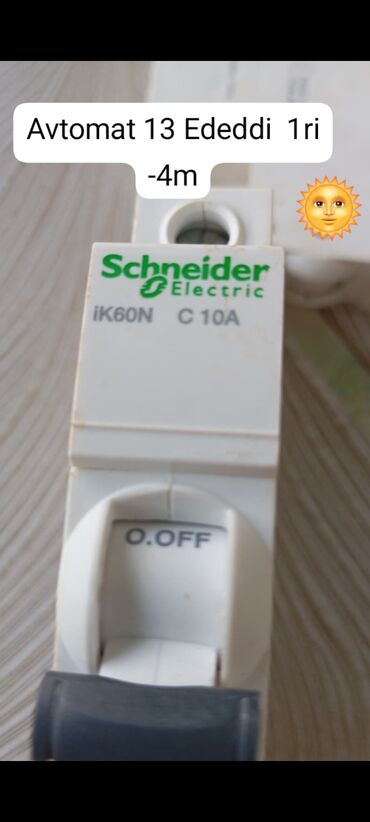 Avtomat 13 Ededdi 1ri
-4m
Schneider
Electric
iK60N C 10A
O.OFF